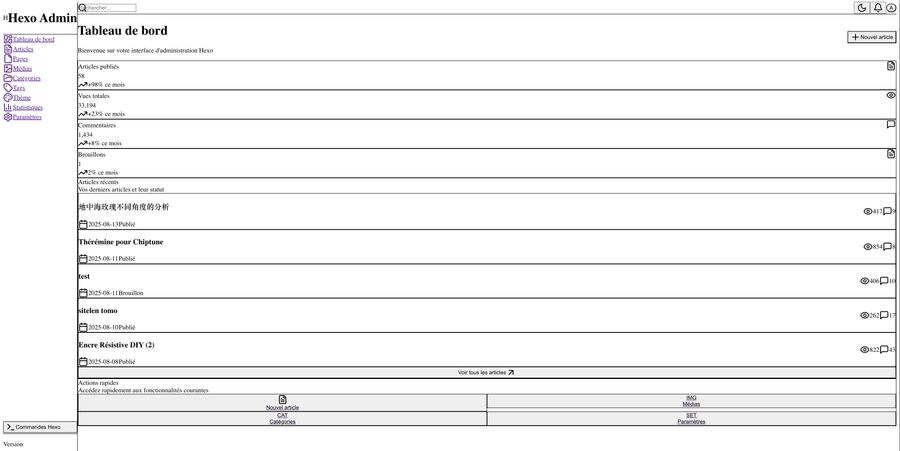 H Hexo Admin
Tableau de bord
Articles
Pages
Médias
Catégories
Tags
Thème
Statistiques
Paramètres
Commandes Hexo
Version
chercher...
A
Tableau de bord
Bienvenue sur votre interface d'administration Hexo
Nouvel article
Articles publiés
58
+98% ce mois
Vues totales
33,194
+23% ce mois
Commentaires
1,434
+8% ce mois
Brouillons
1
2% ce mois
Articles récents
Vos derniers articles et leur statut
地中海玫瑰不同角度的分析
2025-08-13Publié
417 9
Thérémine pour Chiptune
2025-08-11Publié
854 8
test
2025-08-11Brouillon
406 10
sitelen tomo
2025-08-10Publié
262 17
Encre Résistive DIY (2)
2025-08-08Publié
822 43
Voir tous les articles
Actions rapides
Accédez rapidement aux fonctionnalités courantes
Nouvel article
IMG
Médias
CAT
Catégories
SET
Paramètres